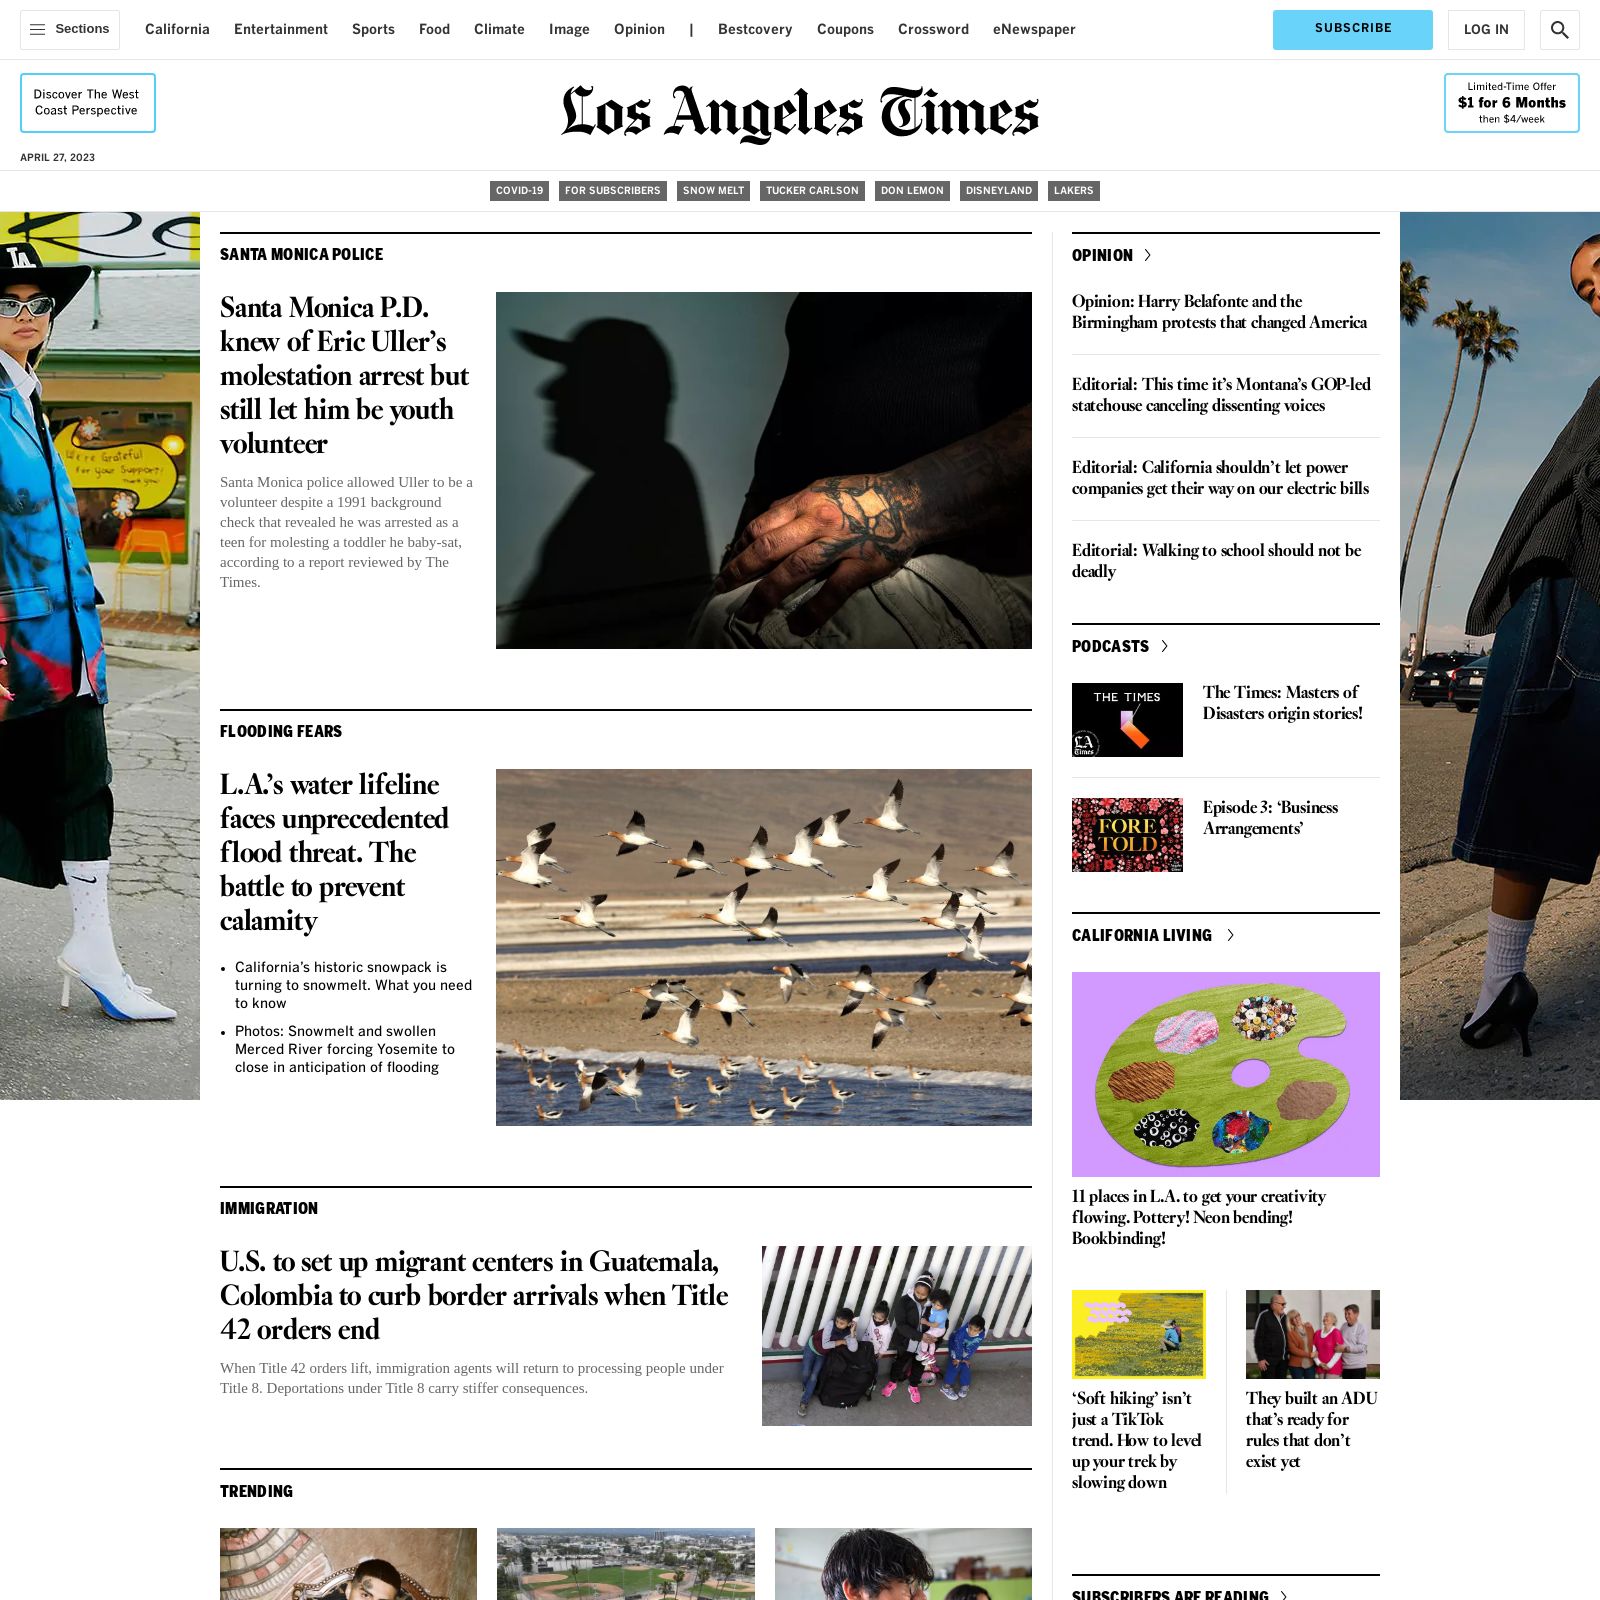 Sections
California
Entertainment
Sports
Food
Climate
Image
Opinion
|
Bestcovery
Coupons
Crossword
eNewspaper
SUBSCRIBE
LOG IN
Discover The West
Coast Perspective
Los Angeles Times
Limited-Time Offer
$1 for 6 Months
then $4/week
APRIL 27, 2023
COVID-19
FOR SUBSCRIBERS
SNOW MELT
TUCKER CARLSON
DON LEMON
DISNEYLAND
LAKERS
LA
We're Grateful
for your Support!
Thank you!
SANTA MONICA POLICE
Santa Monica P.D.
knew of Eric Uller’s
molestation arrest but
still let him be youth
volunteer
Santa Monica police allowed Uller to be a
volunteer despite a 1991 background
check that revealed he was arrested as a
teen for molesting a toddler he baby-sat,
according to a report reviewed by The
Times.
FLOODING FEARS
L.A.’s water lifeline
faces unprecedented
flood threat. The
battle to prevent
calamity
• California’s historic snowpack is
turning to snowmelt. What you need
to know
• Photos: Snowmelt and swollen
Merced River forcing Yosemite to
close in anticipation of flooding
IMMIGRATION
U.S. to set up migrant centers in Guatemala,
Colombia to curb border arrivals when Title
42 orders end
When Title 42 orders lift, immigration agents will return to processing people under
Title 8. Deportations under Title 8 carry stiffer consequences.
TRENDING
OPINION
Opinion: Harry Belafonte and the
Birmingham protests that changed America
Editorial: This time it’s Montana’s GOP-led
statehouse canceling dissenting voices
Editorial: California shouldn’t let power
companies get their way on our electric bills
Editorial: Walking to school should not be
deadly
PODCASTS
THE TIMES
LA
Times
The Times: Masters of
Disasters origin stories!
FORE
TOLD
Episode 3: ‘Business
Arrangements’
CALIFORNIA LIVING
11 places in L.A. to get your creativity
flowing. Pottery! Neon bending!
Bookbinding!
‘Soft hiking’ isn’t
just a TikTok
trend. How to level
up your trek by
slowing down
They built an ADU
that’s ready for
rules that don’t
exist yet
SUBSCRIBERS ARE READING